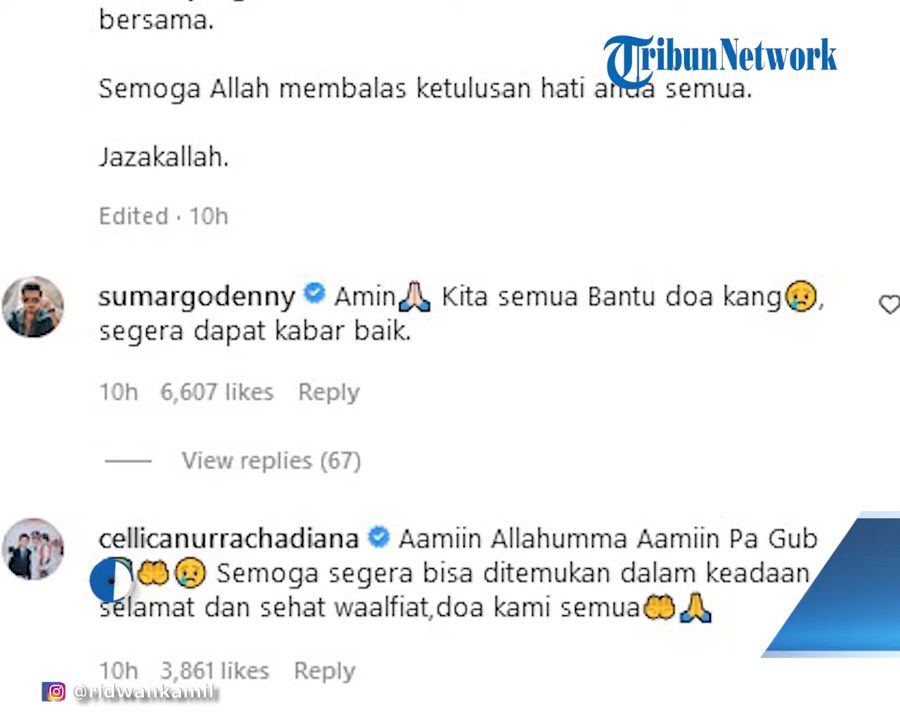 bersama.
TribunNetwork
Semoga Allah membalas ketulusan hati anda semua.
Jazakallah.
Edited · 10h
sumargodenny Amin🙏 Kita semua Bantu doa kang😢,
segera dapat kabar baik.
10h 6,607 likes Reply
View replies (67)
cellicanurrachadiana Aamiin Allahumma Aamiin Pa Gub
🤲😢 Semoga segera bisa ditemukan dalam keadaan
selamat dan sehat waalfiat,doa kami semua🤲🙏
10h 3,861 likes Reply
@ridwankamil